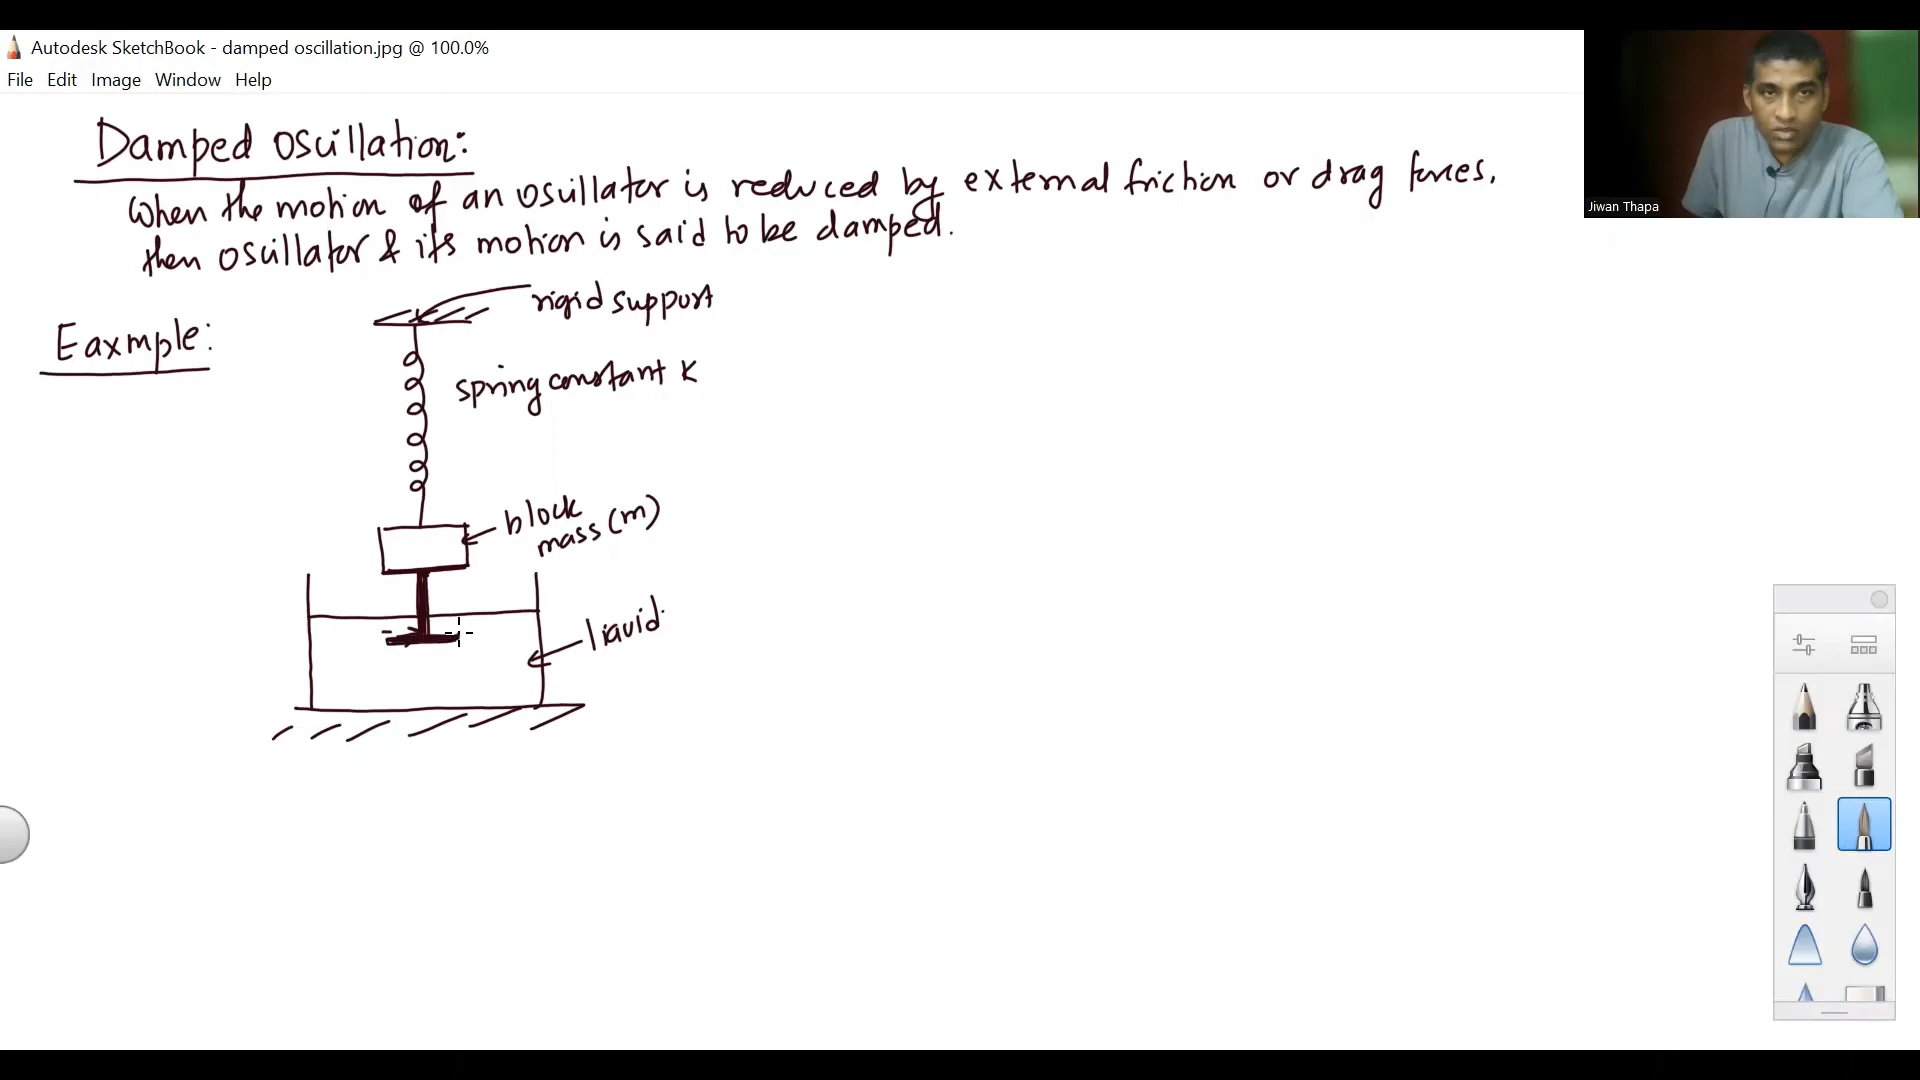 Autodesk SketchBook - damped oscillation.jpg @ 100.0%
File Edit Image Window Help
Jiwan Thapa
Damped oscillation:
When the motion of an oscillator is reduced by external friction or drag forces,
then oscillator & its motion is said to be damped.
rigid support
Eaxmple:
spring constant K
block
mass (m)
liquid